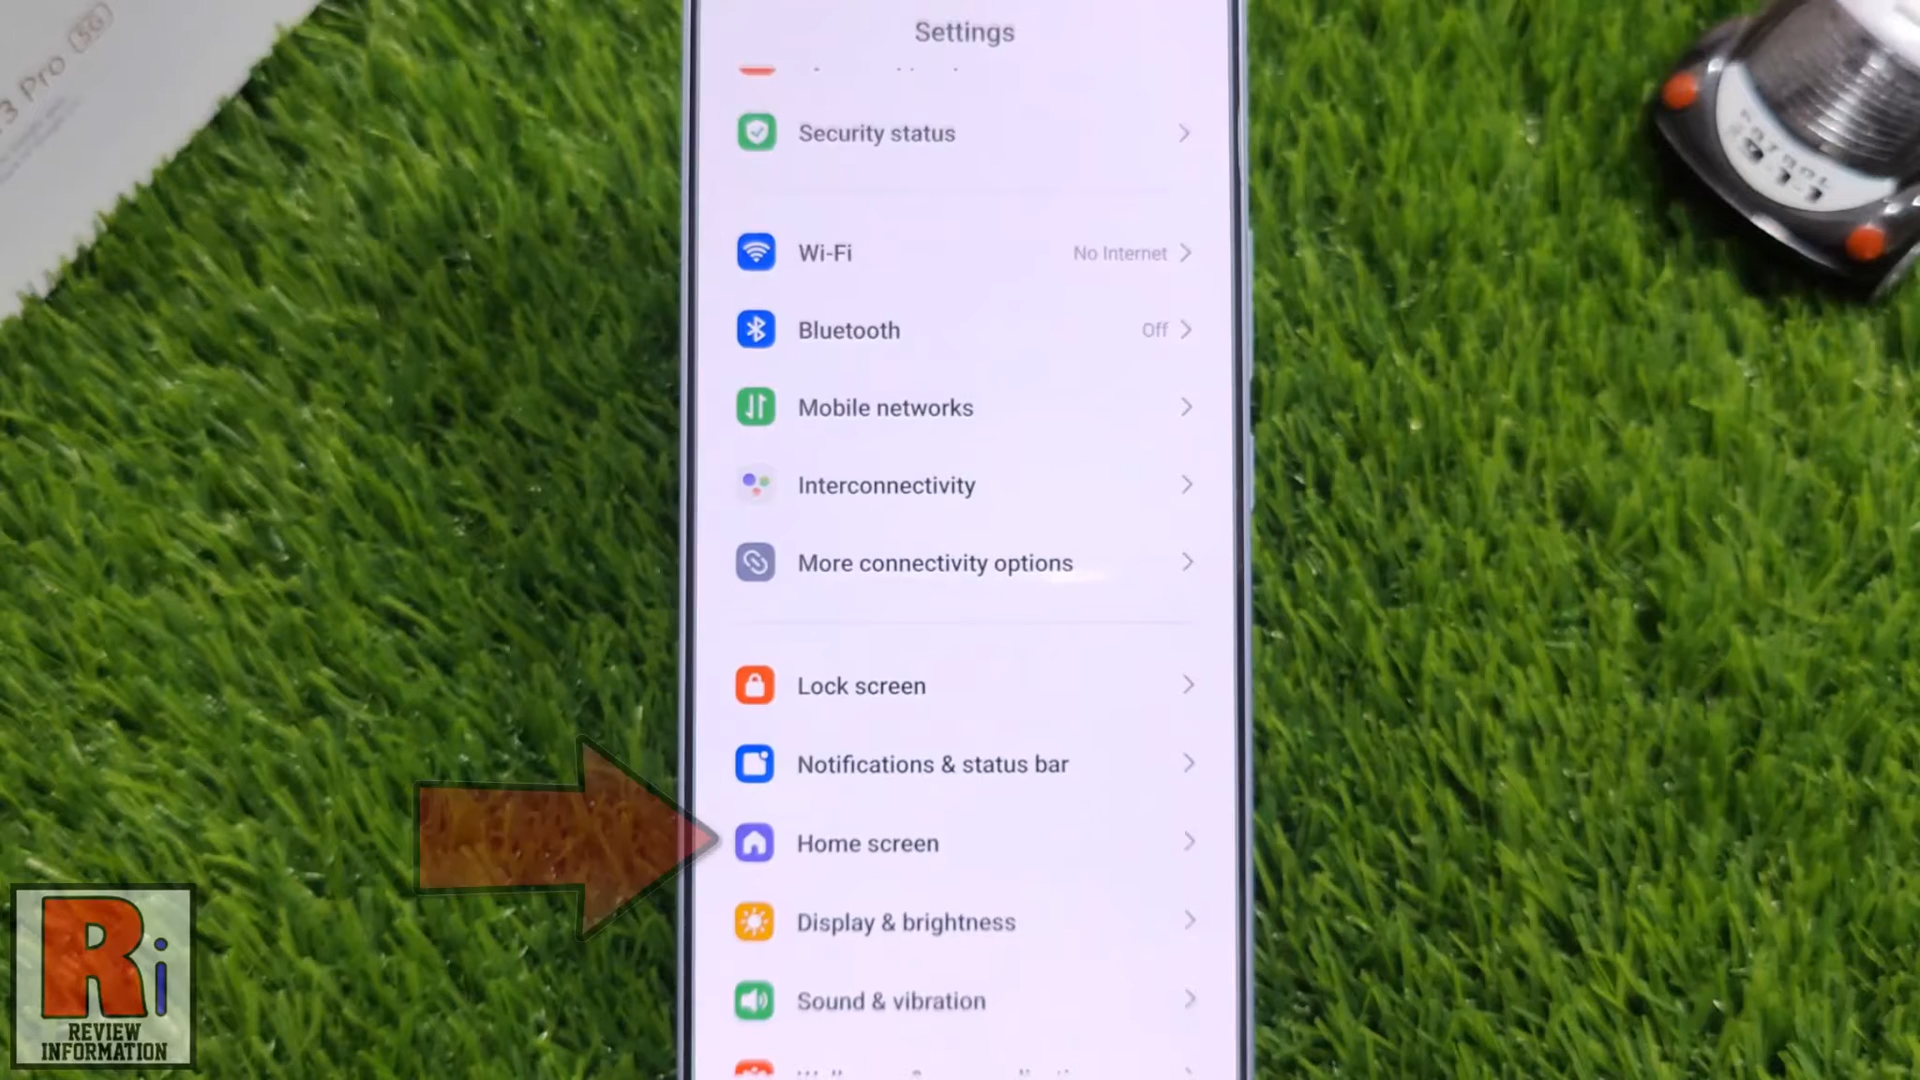 3 Pro 5G
Settings
Security status
Wi-Fi No Internet
Bluetooth Off
Mobile networks
Interconnectivity
More connectivity options
Lock screen
Notifications & status bar
Home screen
Display & brightness
Sound & vibration
Ri
REVIEW
INFORMATION